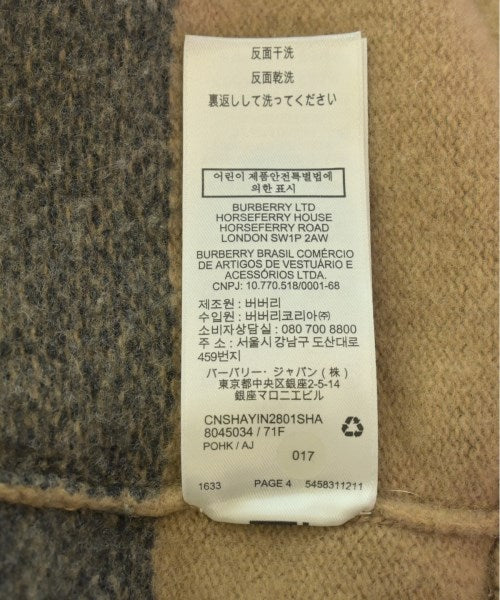 反面干洗
反面乾洗
裏返しして洗ってください
어린이 제품안전특별법에
의한 표시
BURBERRY LTD
HORSEFERRY HOUSE
HORSEFERRY ROAD
LONDON SW1P 2AW
BURBERRY BRASIL COMÉRCIO
DE ARTIGOS DE VESTUÁRIO E
ACESSÓRIOS LTDA.
CNPJ: 10.770.518/0001-68
제조원 : 버버리
수입원 : 버버리코리아㈜
소비자상담실 : 080 700 8800
주 소 : 서울시 강남구 도산대로
459번지
バーバリー・ジャパン(株)
東京都中央区銀座2-5-14
銀座マロニエビル
CNSHAYIN2801SHA
8045034 / 71F
POHK / AJ
017
1633 PAGE 4 5458311211